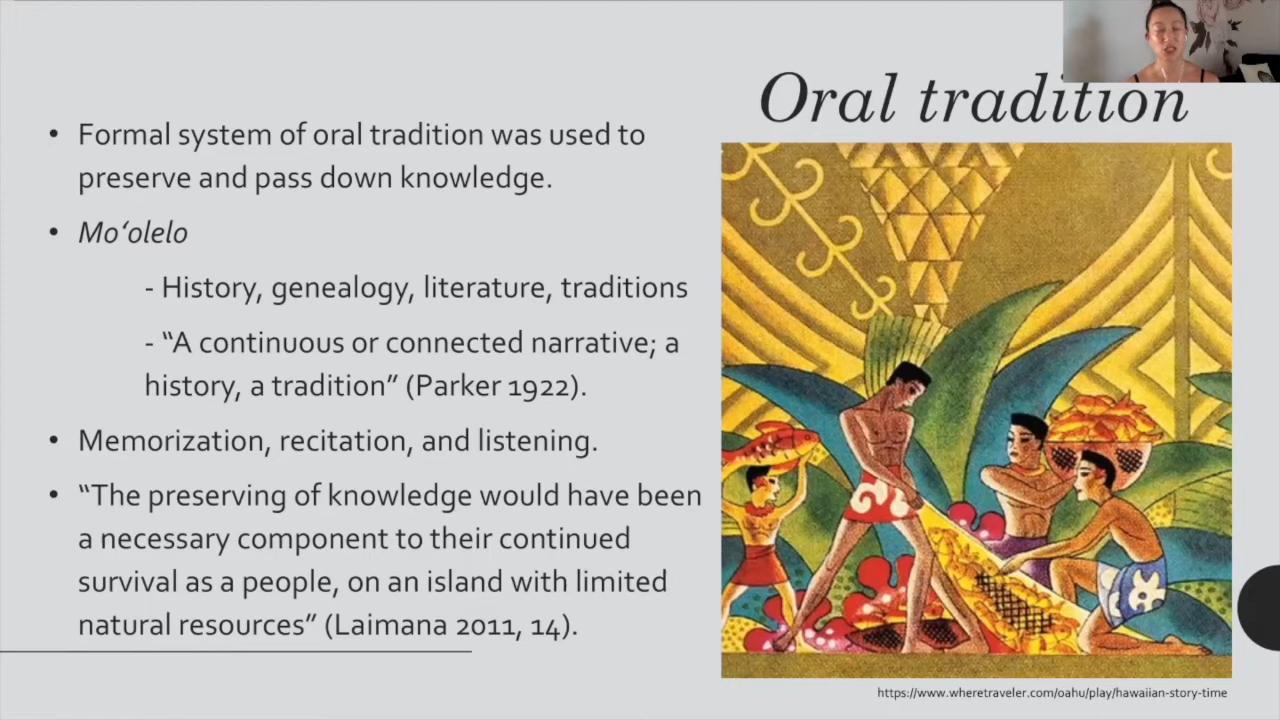 Oral tradition
• Formal system of oral tradition was used to
preserve and pass down knowledge.
• Moʻolelo
- History, genealogy, literature, traditions
- “A continuous or connected narrative; a
history, a tradition” (Parker 1922).
• Memorization, recitation, and listening.
• “The preserving of knowledge would have been
a necessary component to their continued
survival as a people, on an island with limited
natural resources” (Laimana 2011, 14).
https://www.wheretraveler.com/oahu/play/hawaiian-story-time